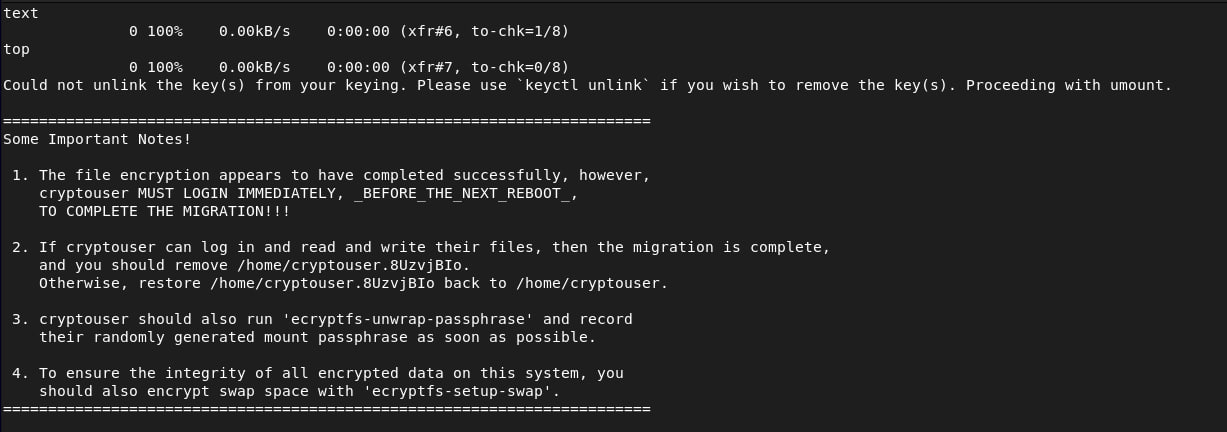 text
0 100% 0.00kB/s 0:00:00 (xfr#6, to-chk=1/8)
top
0 100% 0.00kB/s 0:00:00 (xfr#7, to-chk=0/8)
Could not unlink the key(s) from your keying. Please use `keyctl unlink` if you wish to remove the key(s). Proceeding with umount.
========================================================================
Some Important Notes!
1. The file encryption appears to have completed successfully, however,
cryptouser MUST LOGIN IMMEDIATELY, _BEFORE_THE_NEXT_REBOOT_,
TO COMPLETE THE MIGRATION!!!
2. If cryptouser can log in and read and write their files, then the migration is complete,
and you should remove /home/cryptouser.8UzvjBIo.
Otherwise, restore /home/cryptouser.8UzvjBIo back to /home/cryptouser.
3. cryptouser should also run 'ecryptfs-unwrap-passphrase' and record
their randomly generated mount passphrase as soon as possible.
4. To ensure the integrity of all encrypted data on this system, you
should also encrypt swap space with 'ecryptfs-setup-swap'.
========================================================================